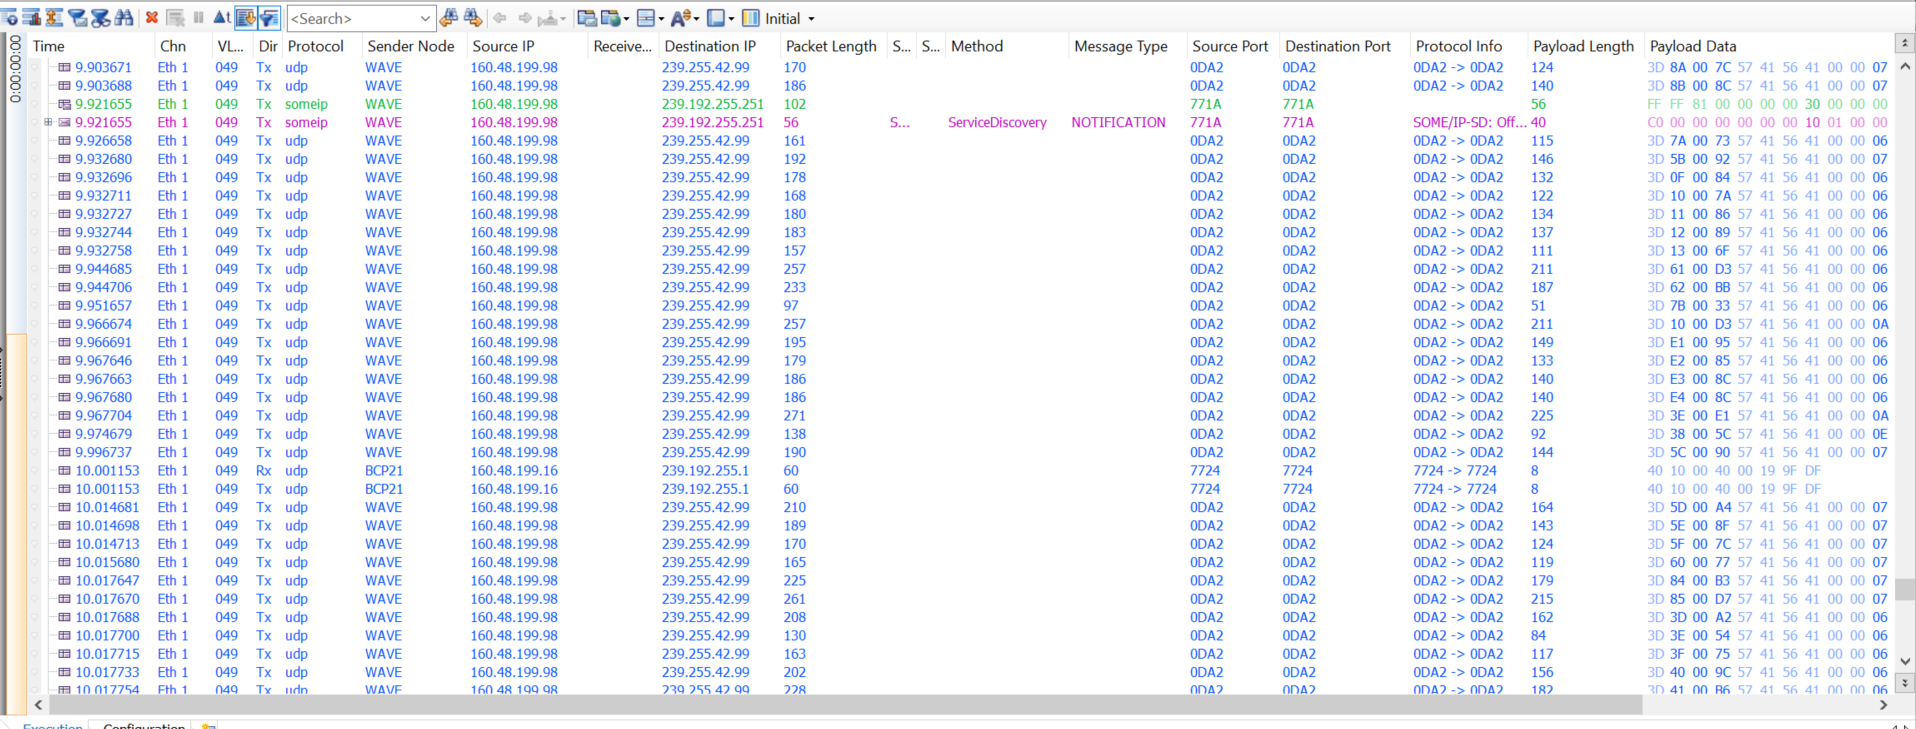 <Search>
Initial
0:00:00:00
Time Chn VL... Dir Protocol Sender Node Source IP Receive... Destination IP Packet Length S... S... Method Message Type Source Port Destination Port Protocol Info Payload Length Payload Data
9.903671 Eth 1 049 Tx udp WAVE 160.48.199.98 239.255.42.99 170 0DA2 0DA2 0DA2 -> 0DA2 124 3D 8A 00 7C 57 41 56 41 00 00 07
9.903688 Eth 1 049 Tx udp WAVE 160.48.199.98 239.255.42.99 186 0DA2 0DA2 0DA2 -> 0DA2 140 3D 8B 00 8C 57 41 56 41 00 00 07
9.921655 Eth 1 049 Tx someip WAVE 160.48.199.98 239.192.255.251 102 771A 771A 56 FF FF 81 00 00 00 00 30 00 00 00
9.921655 Eth 1 049 Tx someip WAVE 160.48.199.98 239.192.255.251 56 S... ServiceDiscovery NOTIFICATION 771A 771A SOME/IP-SD: Off... 40 C0 00 00 00 00 00 00 10 01 00 00
9.926658 Eth 1 049 Tx udp WAVE 160.48.199.98 239.255.42.99 161 0DA2 0DA2 0DA2 -> 0DA2 115 3D 7A 00 73 57 41 56 41 00 00 06
9.932680 Eth 1 049 Tx udp WAVE 160.48.199.98 239.255.42.99 192 0DA2 0DA2 0DA2 -> 0DA2 146 3D 5B 00 92 57 41 56 41 00 00 07
9.932696 Eth 1 049 Tx udp WAVE 160.48.199.98 239.255.42.99 178 0DA2 0DA2 0DA2 -> 0DA2 132 3D 0F 00 84 57 41 56 41 00 00 06
9.932711 Eth 1 049 Tx udp WAVE 160.48.199.98 239.255.42.99 168 0DA2 0DA2 0DA2 -> 0DA2 122 3D 10 00 7A 57 41 56 41 00 00 06
9.932727 Eth 1 049 Tx udp WAVE 160.48.199.98 239.255.42.99 180 0DA2 0DA2 0DA2 -> 0DA2 134 3D 11 00 86 57 41 56 41 00 00 06
9.932744 Eth 1 049 Tx udp WAVE 160.48.199.98 239.255.42.99 183 0DA2 0DA2 0DA2 -> 0DA2 137 3D 12 00 89 57 41 56 41 00 00 06
9.932758 Eth 1 049 Tx udp WAVE 160.48.199.98 239.255.42.99 157 0DA2 0DA2 0DA2 -> 0DA2 111 3D 13 00 6F 57 41 56 41 00 00 06
9.944685 Eth 1 049 Tx udp WAVE 160.48.199.98 239.255.42.99 257 0DA2 0DA2 0DA2 -> 0DA2 211 3D 61 00 D3 57 41 56 41 00 00 06
9.944706 Eth 1 049 Tx udp WAVE 160.48.199.98 239.255.42.99 233 0DA2 0DA2 0DA2 -> 0DA2 187 3D 62 00 BB 57 41 56 41 00 00 06
9.951657 Eth 1 049 Tx udp WAVE 160.48.199.98 239.255.42.99 97 0DA2 0DA2 0DA2 -> 0DA2 51 3D 7B 00 33 57 41 56 41 00 00 06
9.966674 Eth 1 049 Tx udp WAVE 160.48.199.98 239.255.42.99 257 0DA2 0DA2 0DA2 -> 0DA2 211 3D 10 00 D3 57 41 56 41 00 00 0A
9.966691 Eth 1 049 Tx udp WAVE 160.48.199.98 239.255.42.99 195 0DA2 0DA2 0DA2 -> 0DA2 149 3D E1 00 95 57 41 56 41 00 00 06
9.967646 Eth 1 049 Tx udp WAVE 160.48.199.98 239.255.42.99 179 0DA2 0DA2 0DA2 -> 0DA2 133 3D E2 00 85 57 41 56 41 00 00 06
9.967663 Eth 1 049 Tx udp WAVE 160.48.199.98 239.255.42.99 186 0DA2 0DA2 0DA2 -> 0DA2 140 3D E3 00 8C 57 41 56 41 00 00 06
9.967680 Eth 1 049 Tx udp WAVE 160.48.199.98 239.255.42.99 186 0DA2 0DA2 0DA2 -> 0DA2 140 3D E4 00 8C 57 41 56 41 00 00 06
9.967704 Eth 1 049 Tx udp WAVE 160.48.199.98 239.255.42.99 271 0DA2 0DA2 0DA2 -> 0DA2 225 3D 3E 00 E1 57 41 56 41 00 00 0A
9.974679 Eth 1 049 Tx udp WAVE 160.48.199.98 239.255.42.99 138 0DA2 0DA2 0DA2 -> 0DA2 92 3D 38 00 5C 57 41 56 41 00 00 0E
9.996737 Eth 1 049 Tx udp WAVE 160.48.199.98 239.255.42.99 190 0DA2 0DA2 0DA2 -> 0DA2 144 3D 5C 00 90 57 41 56 41 00 00 07
10.001153 Eth 1 049 Rx udp BCP21 160.48.199.16 239.192.255.1 60 7724 7724 7724 -> 7724 8 40 10 00 40 00 19 9F DF
10.001153 Eth 1 049 Tx udp BCP21 160.48.199.16 239.192.255.1 60 7724 7724 7724 -> 7724 8 40 10 00 40 00 19 9F DF
10.014681 Eth 1 049 Tx udp WAVE 160.48.199.98 239.255.42.99 210 0DA2 0DA2 0DA2 -> 0DA2 164 3D 5D 00 A4 57 41 56 41 00 00 07
10.014698 Eth 1 049 Tx udp WAVE 160.48.199.98 239.255.42.99 189 0DA2 0DA2 0DA2 -> 0DA2 143 3D 5E 00 8F 57 41 56 41 00 00 07
10.014713 Eth 1 049 Tx udp WAVE 160.48.199.98 239.255.42.99 170 0DA2 0DA2 0DA2 -> 0DA2 124 3D 5F 00 7C 57 41 56 41 00 00 07
10.015680 Eth 1 049 Tx udp WAVE 160.48.199.98 239.255.42.99 165 0DA2 0DA2 0DA2 -> 0DA2 119 3D 60 00 77 57 41 56 41 00 00 07
10.017647 Eth 1 049 Tx udp WAVE 160.48.199.98 239.255.42.99 225 0DA2 0DA2 0DA2 -> 0DA2 179 3D 84 00 B3 57 41 56 41 00 00 07
10.017670 Eth 1 049 Tx udp WAVE 160.48.199.98 239.255.42.99 261 0DA2 0DA2 0DA2 -> 0DA2 215 3D 85 00 D7 57 41 56 41 00 00 07
10.017688 Eth 1 049 Tx udp WAVE 160.48.199.98 239.255.42.99 208 0DA2 0DA2 0DA2 -> 0DA2 162 3D 3D 00 A2 57 41 56 41 00 00 06
10.017700 Eth 1 049 Tx udp WAVE 160.48.199.98 239.255.42.99 130 0DA2 0DA2 0DA2 -> 0DA2 84 3D 3E 00 54 57 41 56 41 00 00 06
10.017715 Eth 1 049 Tx udp WAVE 160.48.199.98 239.255.42.99 163 0DA2 0DA2 0DA2 -> 0DA2 117 3D 3F 00 75 57 41 56 41 00 00 06
10.017733 Eth 1 049 Tx udp WAVE 160.48.199.98 239.255.42.99 202 0DA2 0DA2 0DA2 -> 0DA2 156 3D 40 00 9C 57 41 56 41 00 00 06
10.017754 Eth 1 049 Tx udp WAVE 160.48.199.98 239.255.42.99 228 0DA2 0DA2 0DA2 -> 0DA2 182 3D 41 00 B6 57 41 56 41 00 00 06
Execution Configuration